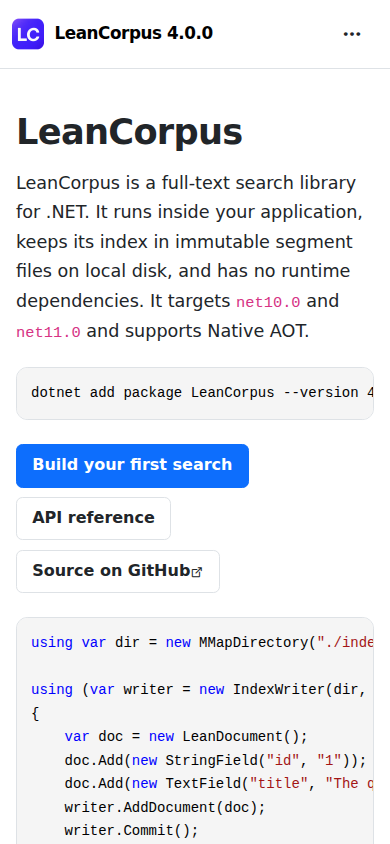 LC LeanCorpus 4.0.0
LeanCorpus
LeanCorpus is a full-text search library
for .NET. It runs inside your application,
keeps its index in immutable segment
files on local disk, and has no runtime
dependencies. It targets net10.0 and
net11.0 and supports Native AOT.
dotnet add package LeanCorpus --version 4
Build your first search
API reference
Source on GitHub
using var dir = new MMapDirectory("./inde
using (var writer = new IndexWriter(dir,
{
    var doc = new LeanDocument();
    doc.Add(new StringField("id", "1"));
    doc.Add(new TextField("title", "The q
    writer.AddDocument(doc);
    writer.Commit();